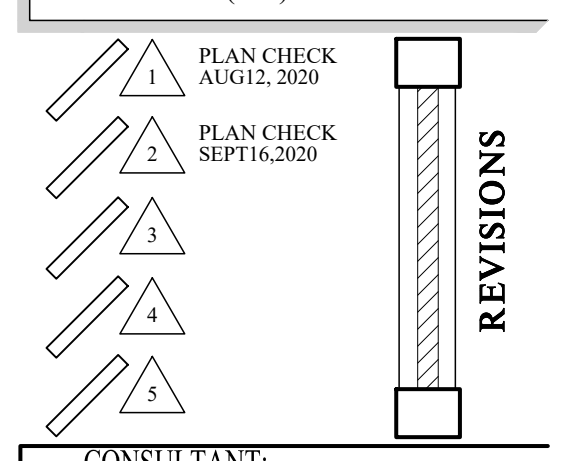 1
PLAN CHECK
AUG12, 2020
2
PLAN CHECK
SEPT16,2020
3
4
5
REVISIONS
CONSULTANT: